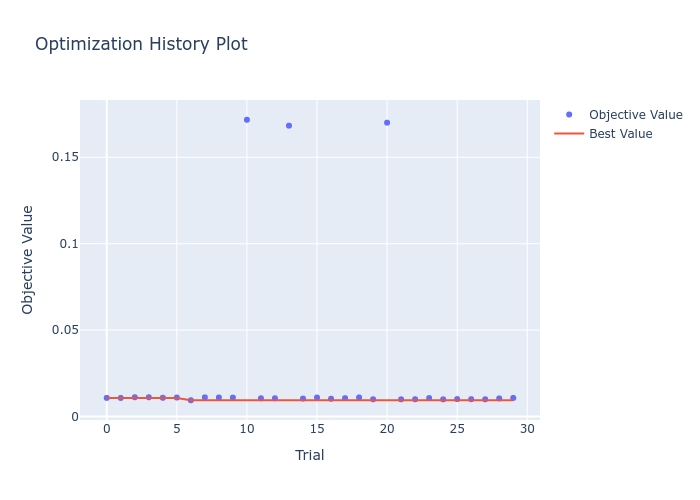 Optimization History Plot
Objective Value
Best Value
0.15
0.1
0.05
0
Objective Value
0 5 10 15 20 25 30
Trial